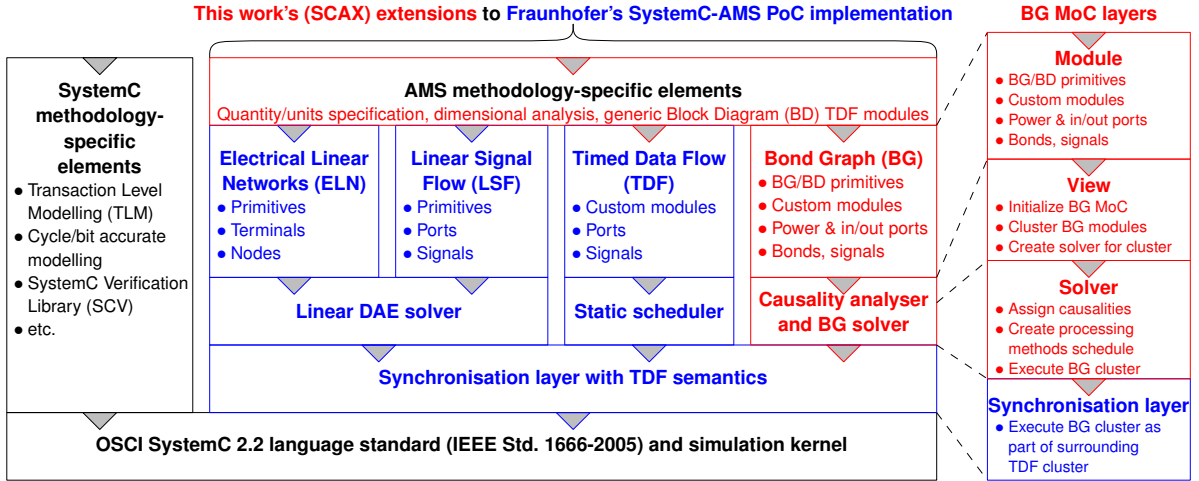 This work's (SCAX) extensions to Fraunhofer's SystemC-AMS PoC implementation
BG MoC layers
SystemC
methodology-
specific
elements
● Transaction Level
Modelling (TLM)
● Cycle/bit accurate
modelling
● SystemC Verification
Library (SCV)
● etc.
AMS methodology-specific elements
Quantity/units specification, dimensional analysis, generic Block Diagram (BD) TDF modules
Electrical Linear
Networks (ELN)
● Primitives
● Terminals
● Nodes
Linear Signal
Flow (LSF)
● Primitives
● Ports
● Signals
Timed Data Flow
(TDF)
● Custom modules
● Ports
● Signals
Bond Graph (BG)
● BG/BD primitives
● Custom modules
● Power & in/out ports
● Bonds, signals
Linear DAE solver
Static scheduler
Causality analyser
and BG solver
Synchronisation layer with TDF semantics
OSCI SystemC 2.2 language standard (IEEE Std. 1666-2005) and simulation kernel
Module
● BG/BD primitives
● Custom modules
● Power & in/out ports
● Bonds, signals
View
● Initialize BG MoC
● Cluster BG modules
● Create solver for cluster
Solver
● Assign causalities
● Create processing
methods schedule
● Execute BG cluster
Synchronisation layer
● Execute BG cluster as
part of surrounding
TDF cluster